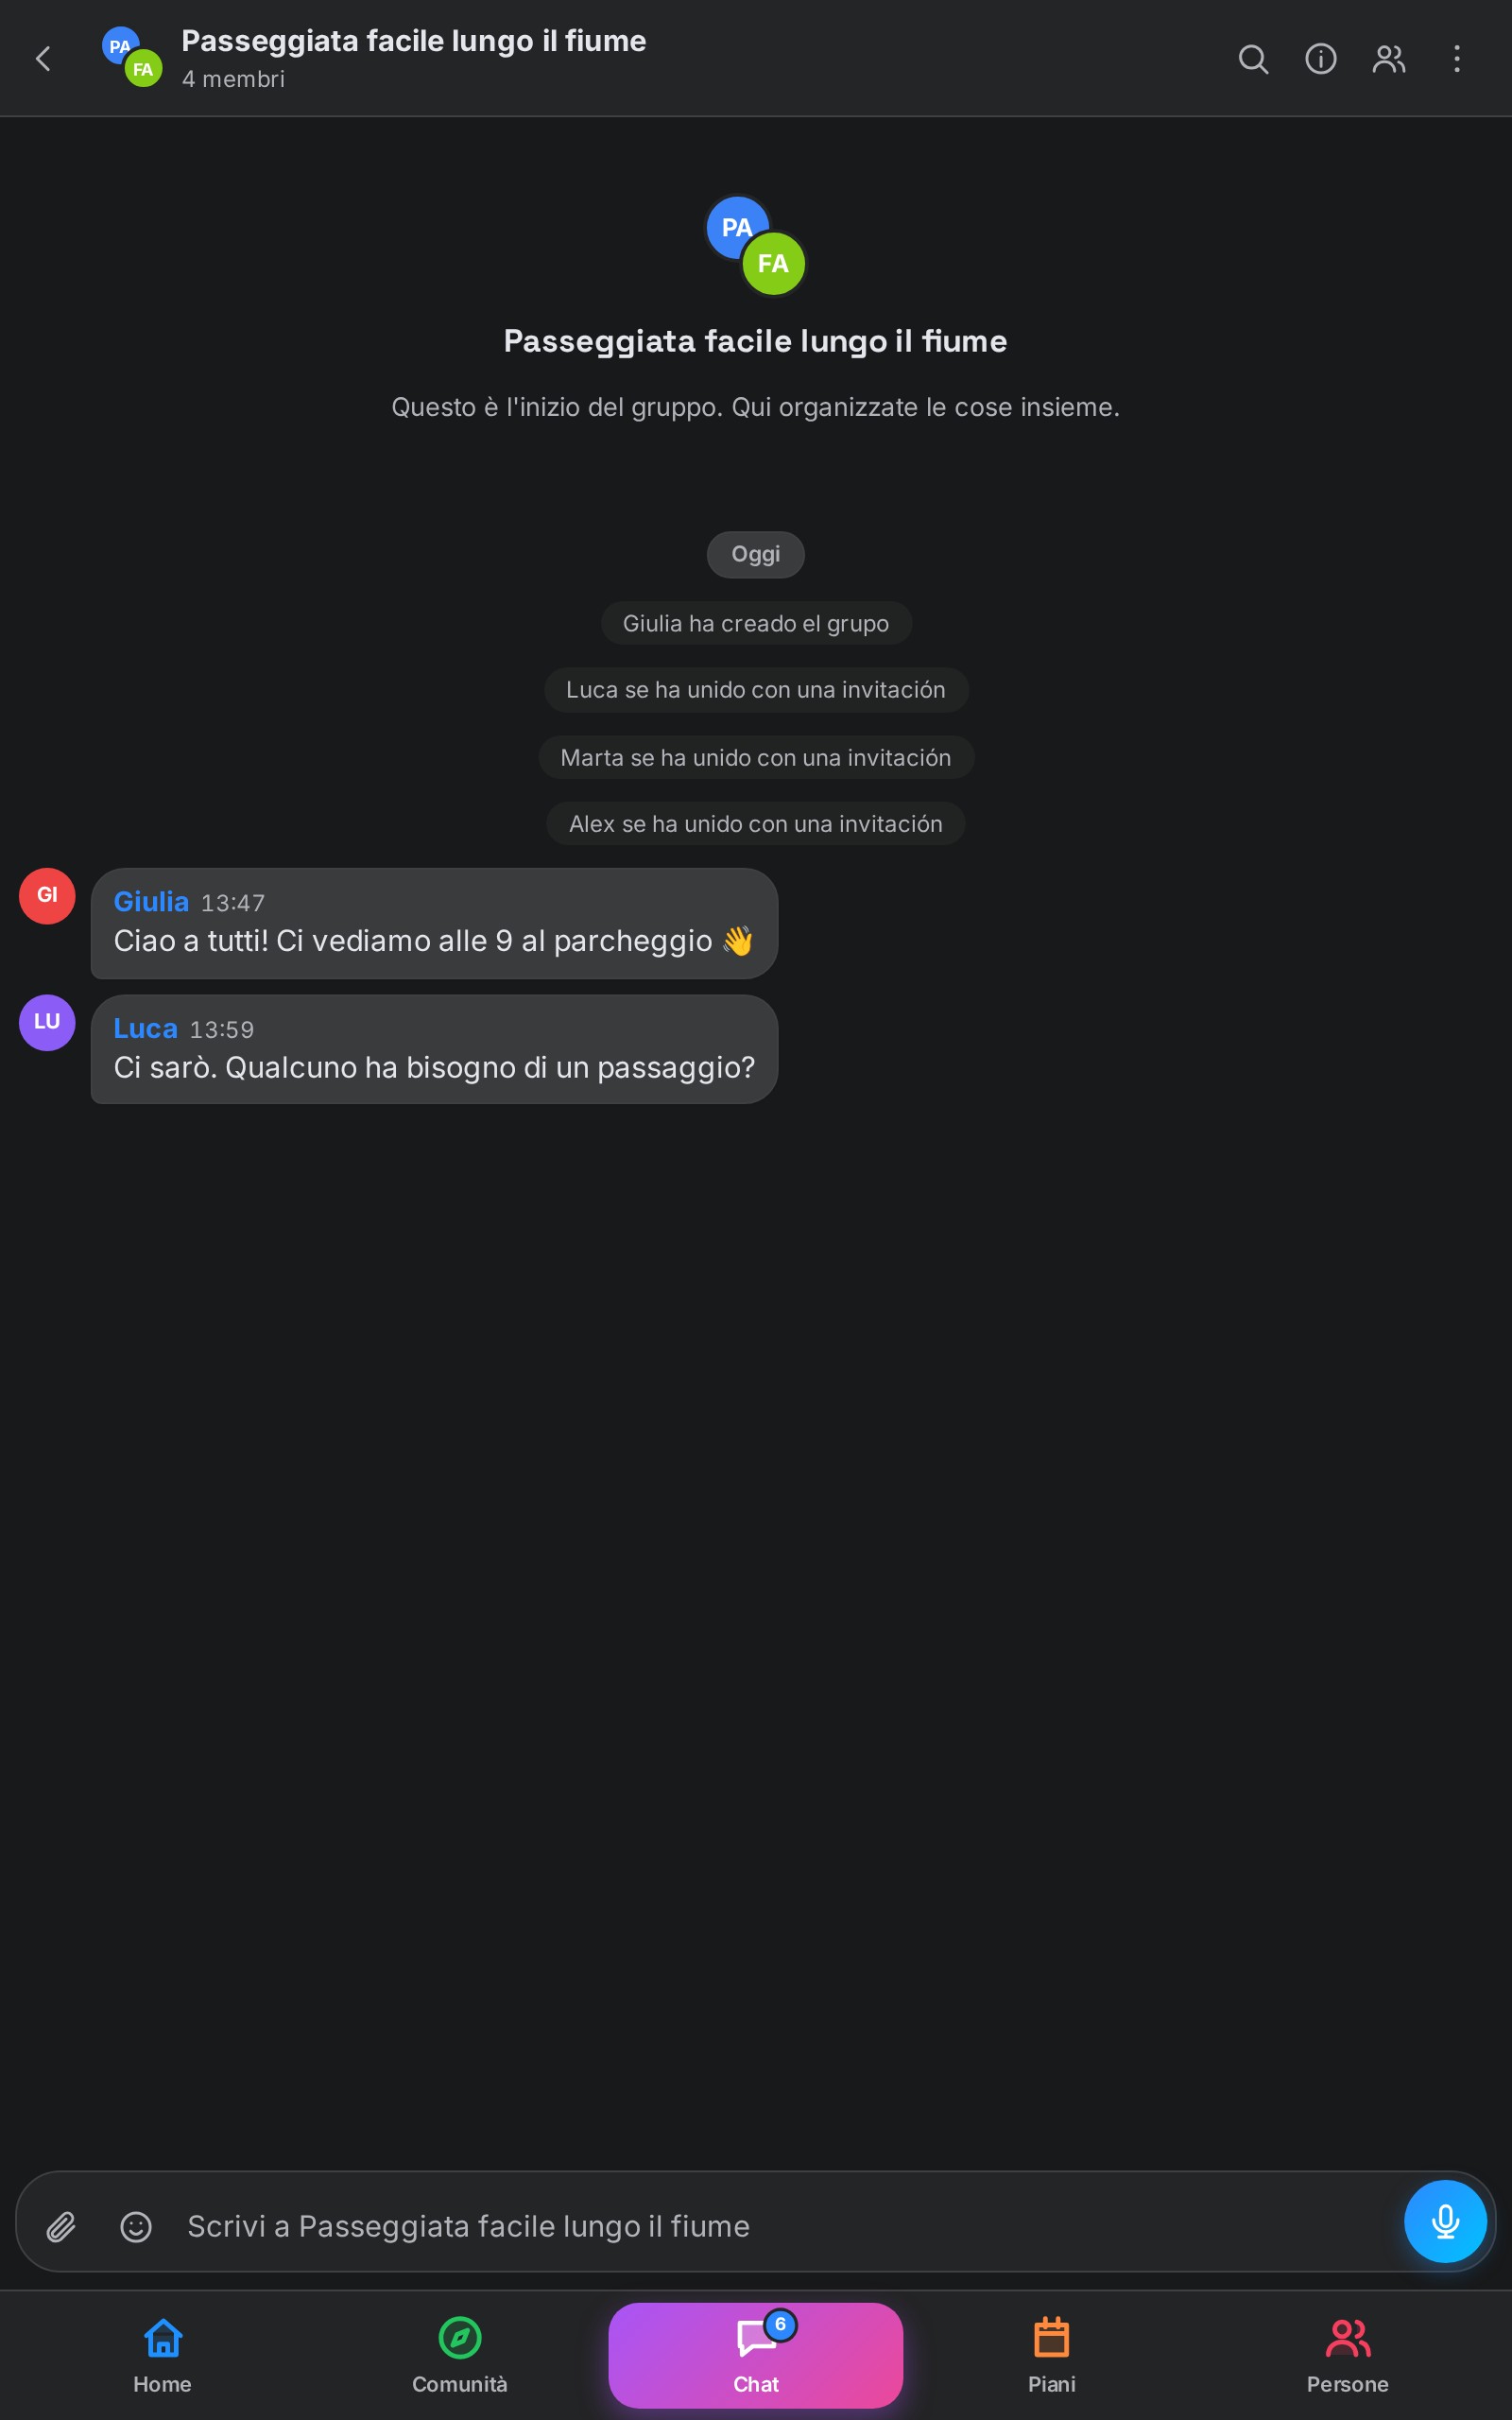 PA
FA
Passeggiata facile lungo il fiume
4 membri
PA
FA
Passeggiata facile lungo il fiume
Questo è l'inizio del gruppo. Qui organizzate le cose insieme.
Oggi
Giulia ha creado el grupo
Luca se ha unido con una invitación
Marta se ha unido con una invitación
Alex se ha unido con una invitación
GI
Giulia 13:47
Ciao a tutti! Ci vediamo alle 9 al parcheggio 👋
LU
Luca 13:59
Ci sarò. Qualcuno ha bisogno di un passaggio?
Scrivi a Passeggiata facile lungo il fiume
6
Home Comunità Chat Piani Persone